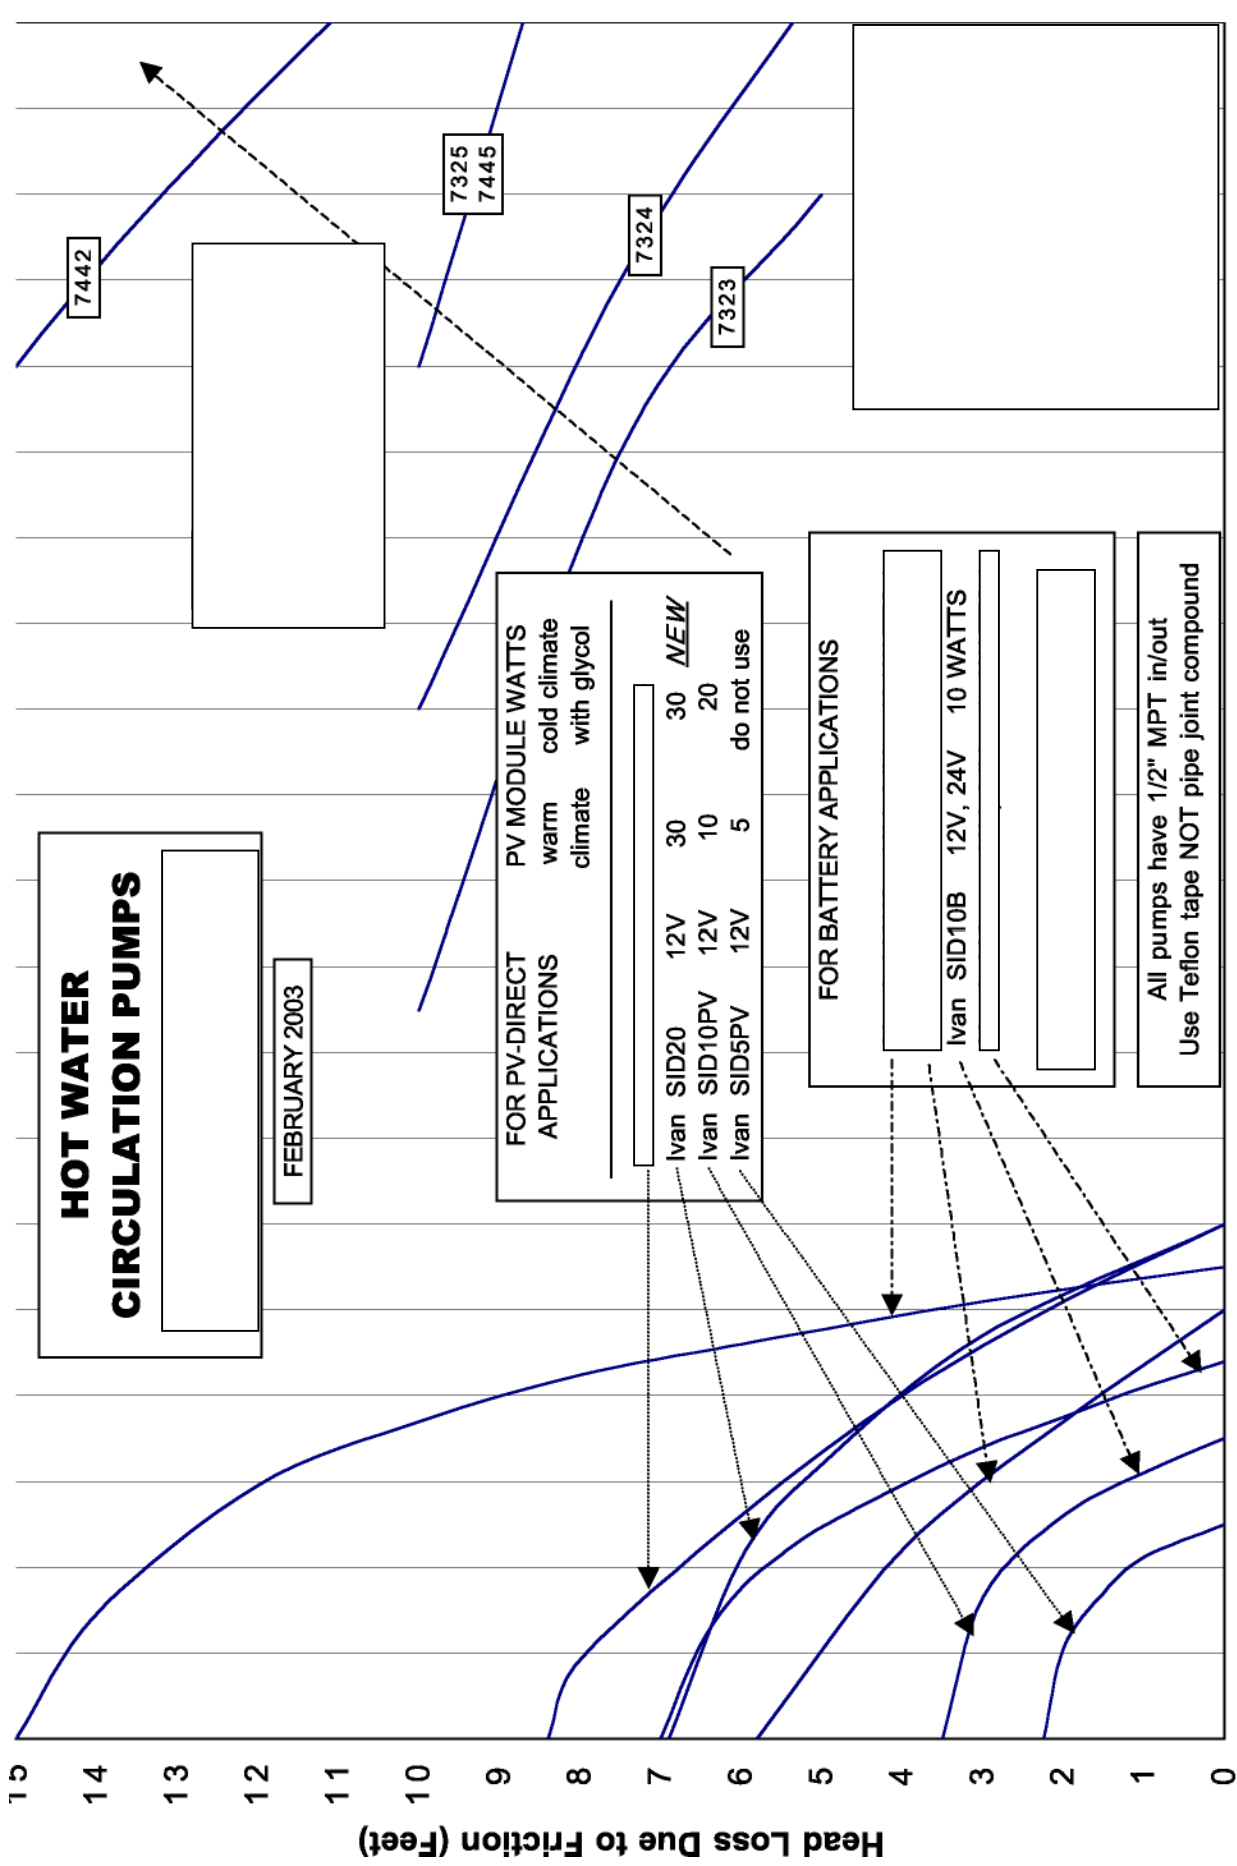 HOT WATER
CIRCULATION PUMPS
FEBRUARY 2003
7442
7325
7445
7324
7323
FOR PV-DIRECT PV MODULE WATTS
APPLICATIONS warm cold climate
climate with glycol
Ivan SID20 12V 30 30 NEW
Ivan SID10PV 12V 10 20
Ivan SID5PV 12V 5 do not use
FOR BATTERY APPLICATIONS
Ivan SID10B 12V, 24V 10 WATTS
All pumps have 1/2" MPT in/out
Use Teflon tape NOT pipe joint compound
15
14
13
12
11
10
9
8
7
6
5
4
3
2
1
0
Head Loss Due to Friction (Feet)